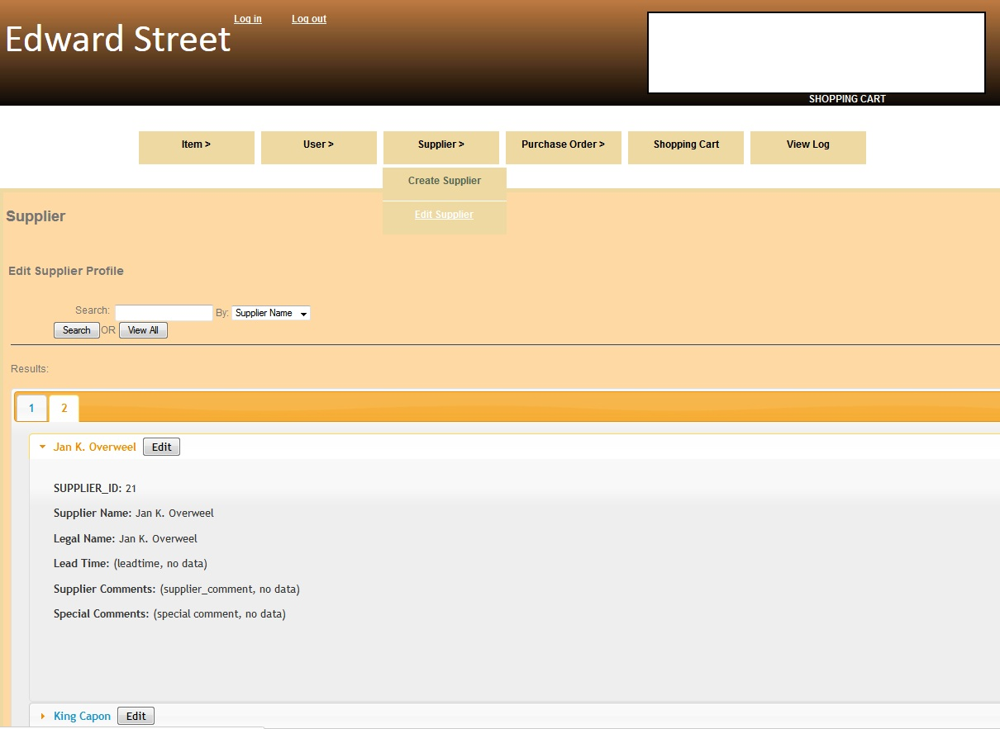 Log in Log out
Edward Street
SHOPPING CART
Item > User > Supplier > Purchase Order > Shopping Cart View Log
Create Supplier
Edit Supplier
Supplier
Edit Supplier Profile
Search: By: Supplier Name
Search OR View All
Results:
1 2
Jan K. Overweel Edit
SUPPLIER_ID: 21
Supplier Name: Jan K. Overweel
Legal Name: Jan K. Overweel
Lead Time: (leadtime, no data)
Supplier Comments: (supplier_comment, no data)
Special Comments: (special comment, no data)
King Capon Edit